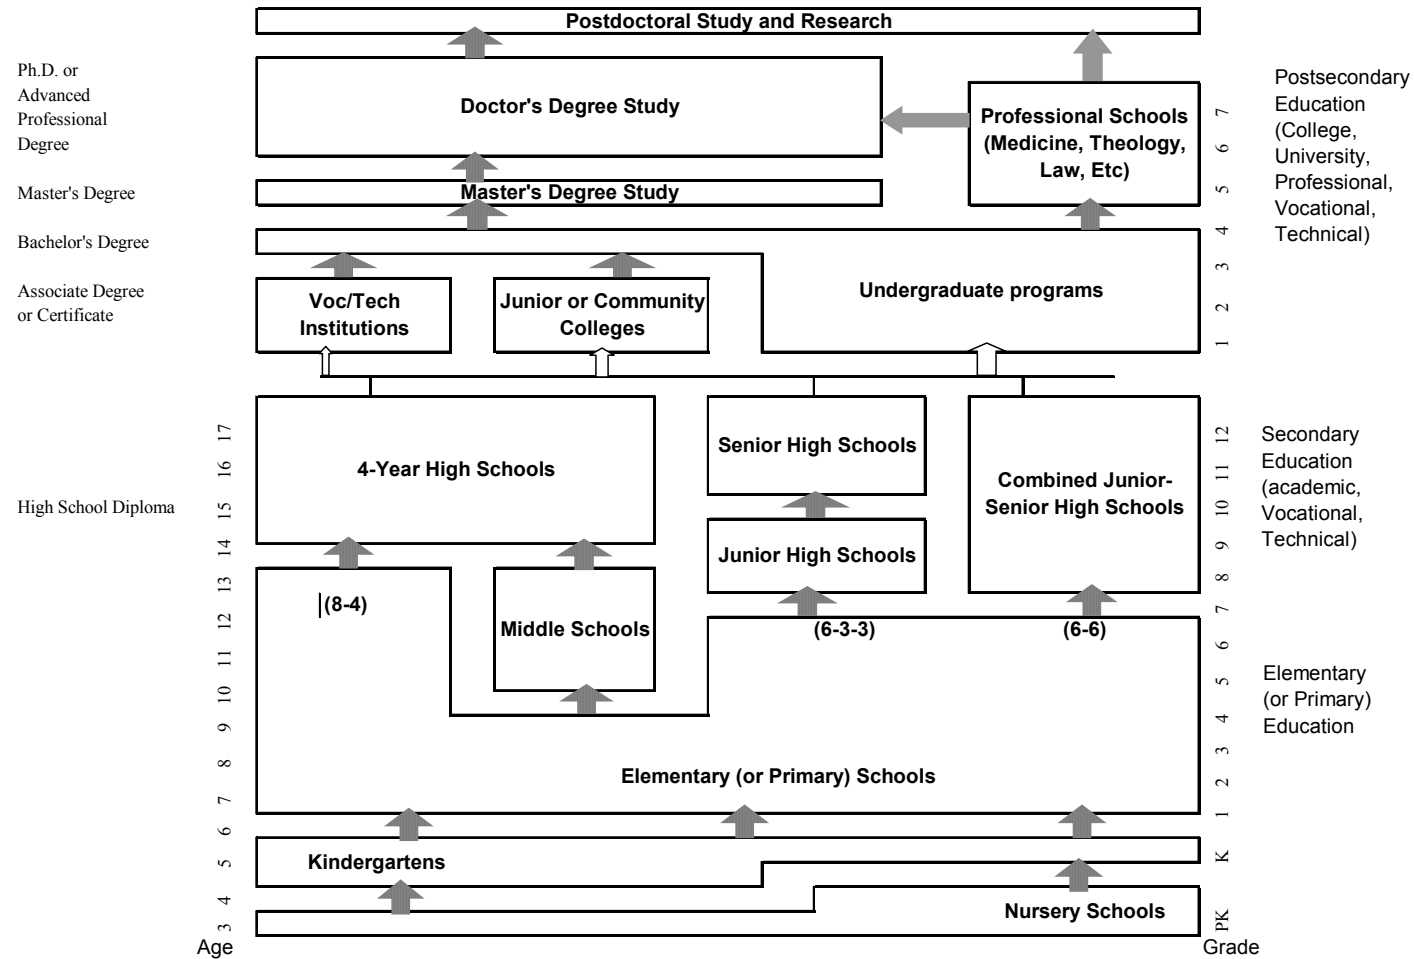 Postdoctoral Study and Research
Ph.D. or
Advanced
Professional
Degree
Doctor's Degree Study
Professional Schools
(Medicine, Theology,
Law, Etc)
7
6
5
Postsecondary
Education
(College,
University,
Professional,
Vocational,
Technical)
Master's Degree
Master's Degree Study
Bachelor's Degree
4
3
2
1
Associate Degree
or Certificate
Voc/Tech
Institutions
Junior or Community
Colleges
Undergraduate programs
17
16
15
14
13
12
11
10
9
8
7
6
5
4
3
Age
High School Diploma
4-Year High Schools
Senior High Schools
Junior High Schools
Combined Junior-
Senior High Schools
12
11
10
9
8
7
6
5
4
3
2
1
K
PK
Grade
Secondary
Education
(academic,
Vocational,
Technical)
(8-4)
Middle Schools
(6-3-3)
(6-6)
Elementary
(or Primary)
Education
Elementary (or Primary) Schools
Kindergartens
Nursery Schools